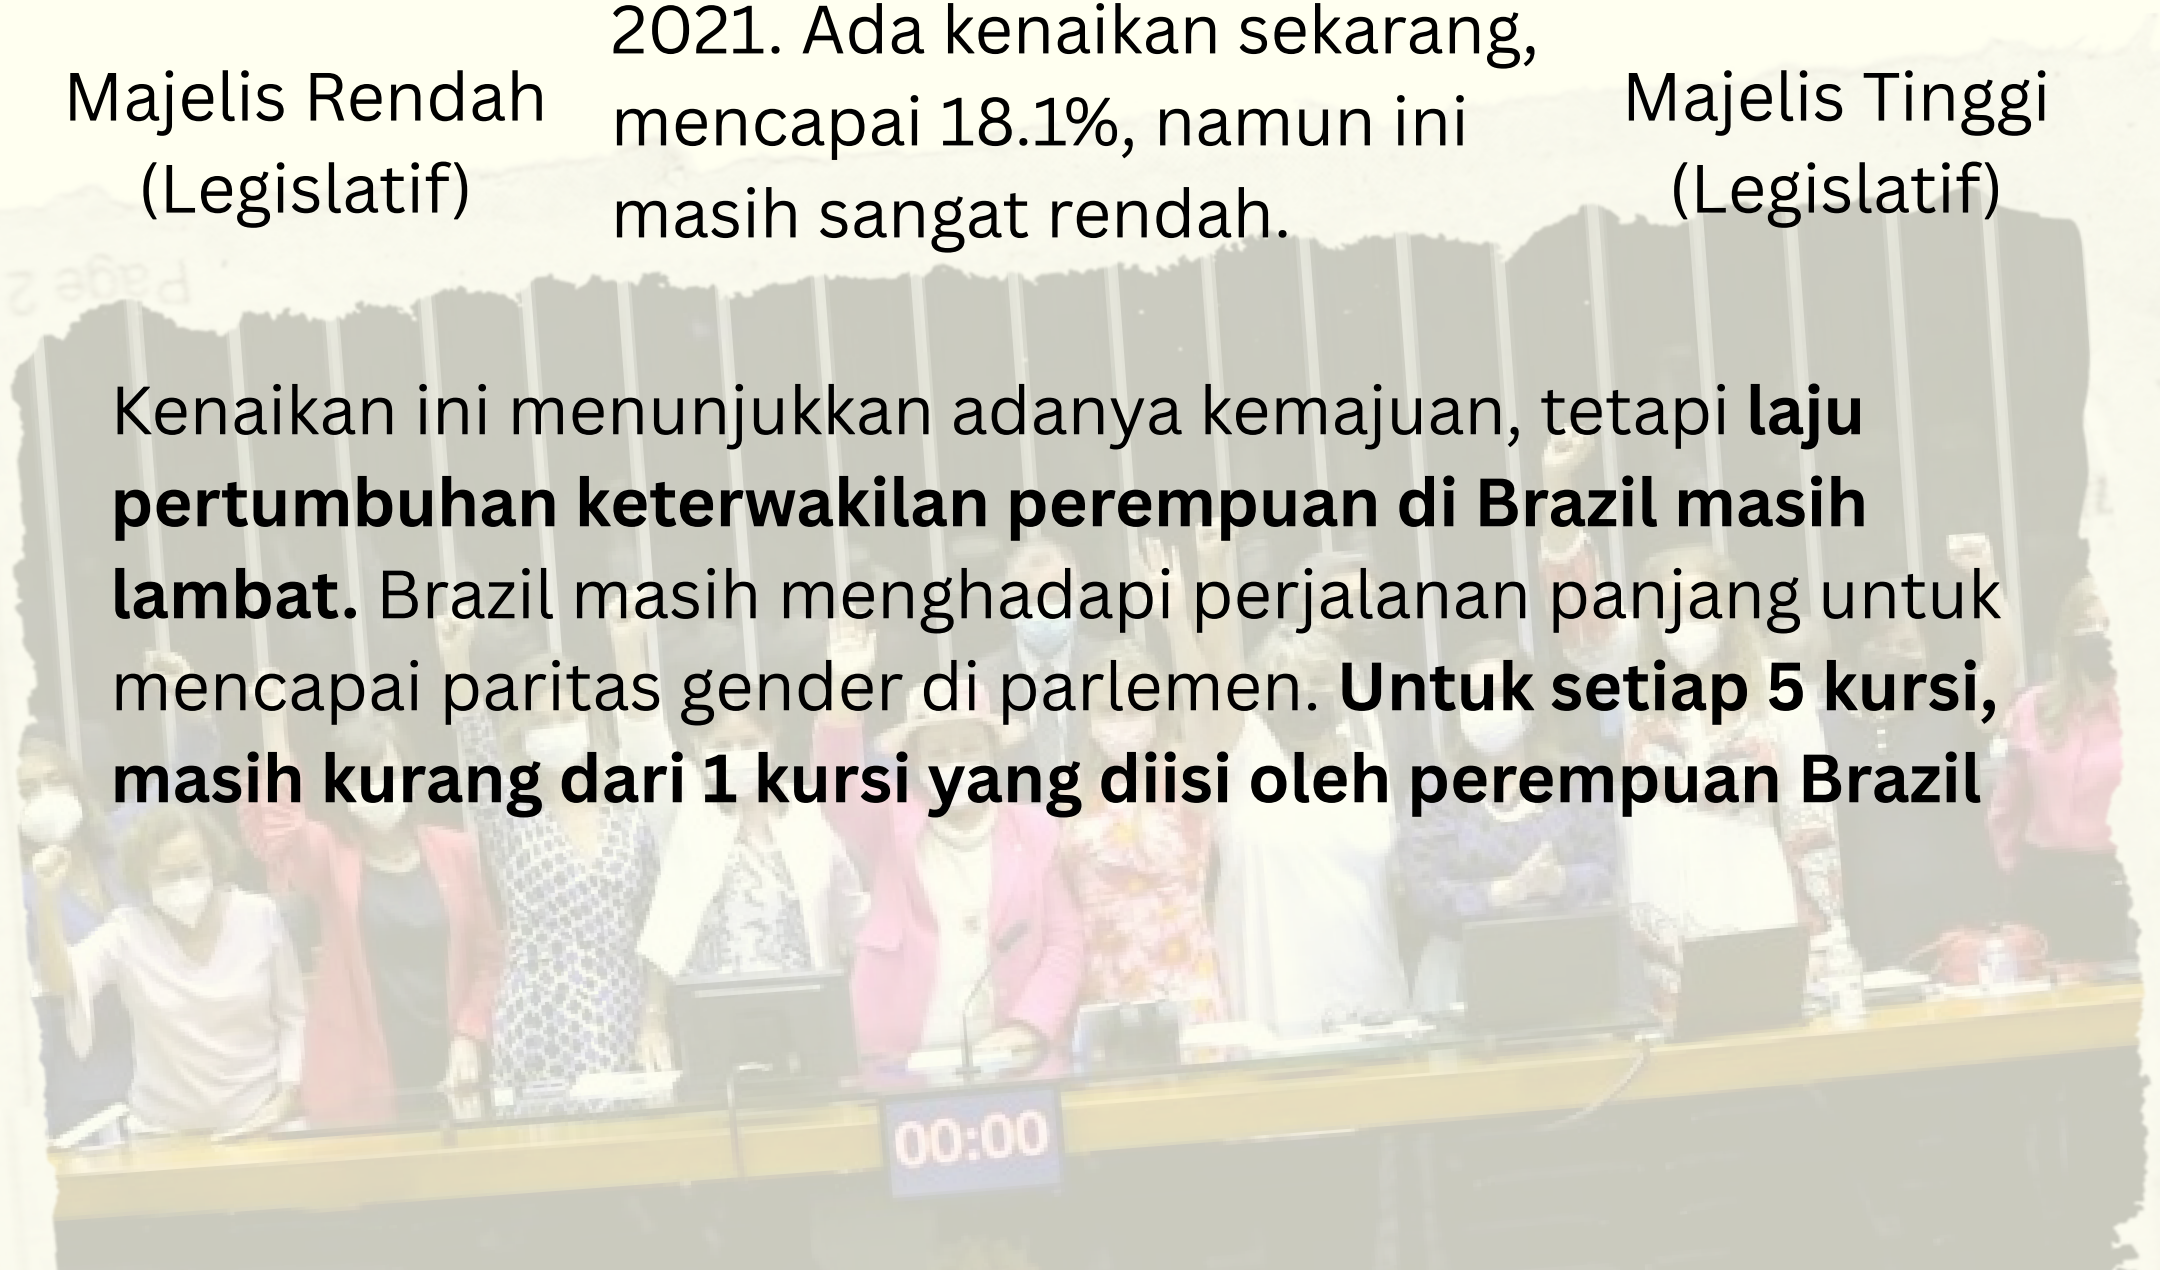 Majelis Rendah
(Legislatif)
2021. Ada kenaikan sekarang,
mencapai 18.1%, namun ini
masih sangat rendah.
Majelis Tinggi
(Legislatif)
Page 2
Kenaikan ini menunjukkan adanya kemajuan, tetapi laju
pertumbuhan keterwakilan perempuan di Brazil masih
lambat. Brazil masih menghadapi perjalanan panjang untuk
mencapai paritas gender di parlemen. Untuk setiap 5 kursi,
masih kurang dari 1 kursi yang diisi oleh perempuan Brazil
00:00